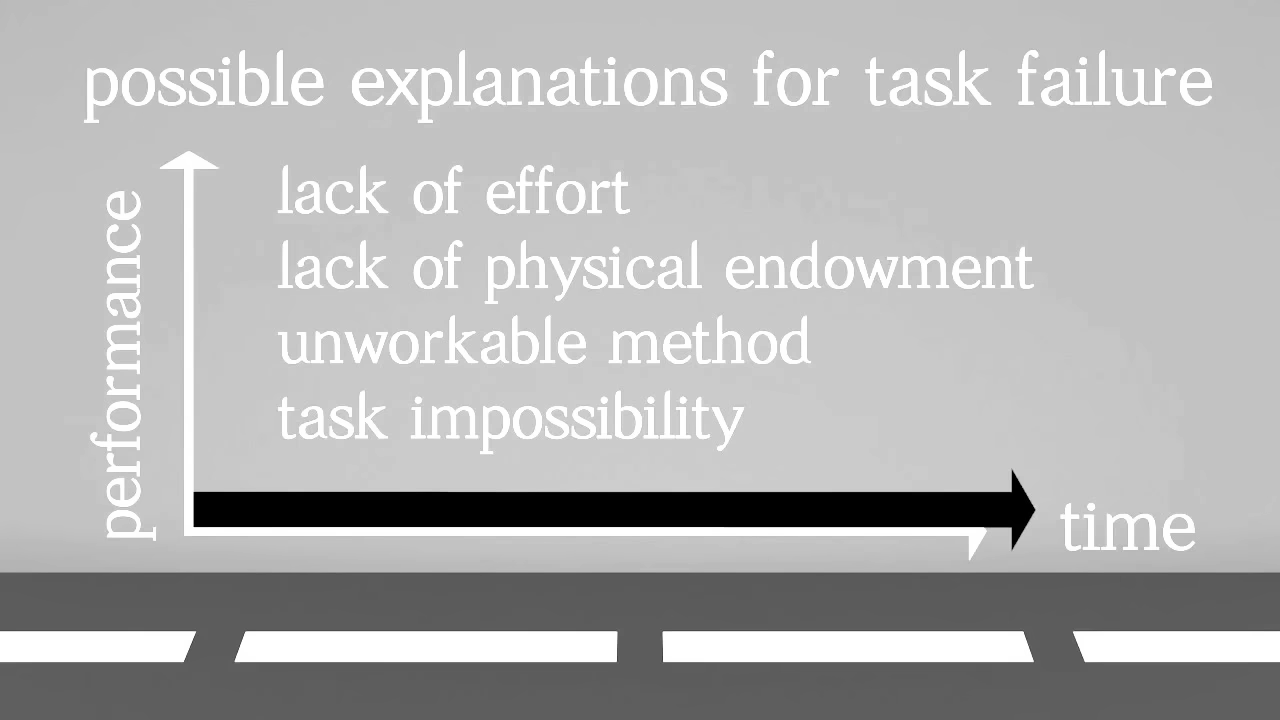 possible explanations for task failure
performance
lack of effort
lack of physical endowment
unworkable method
task impossibility
time